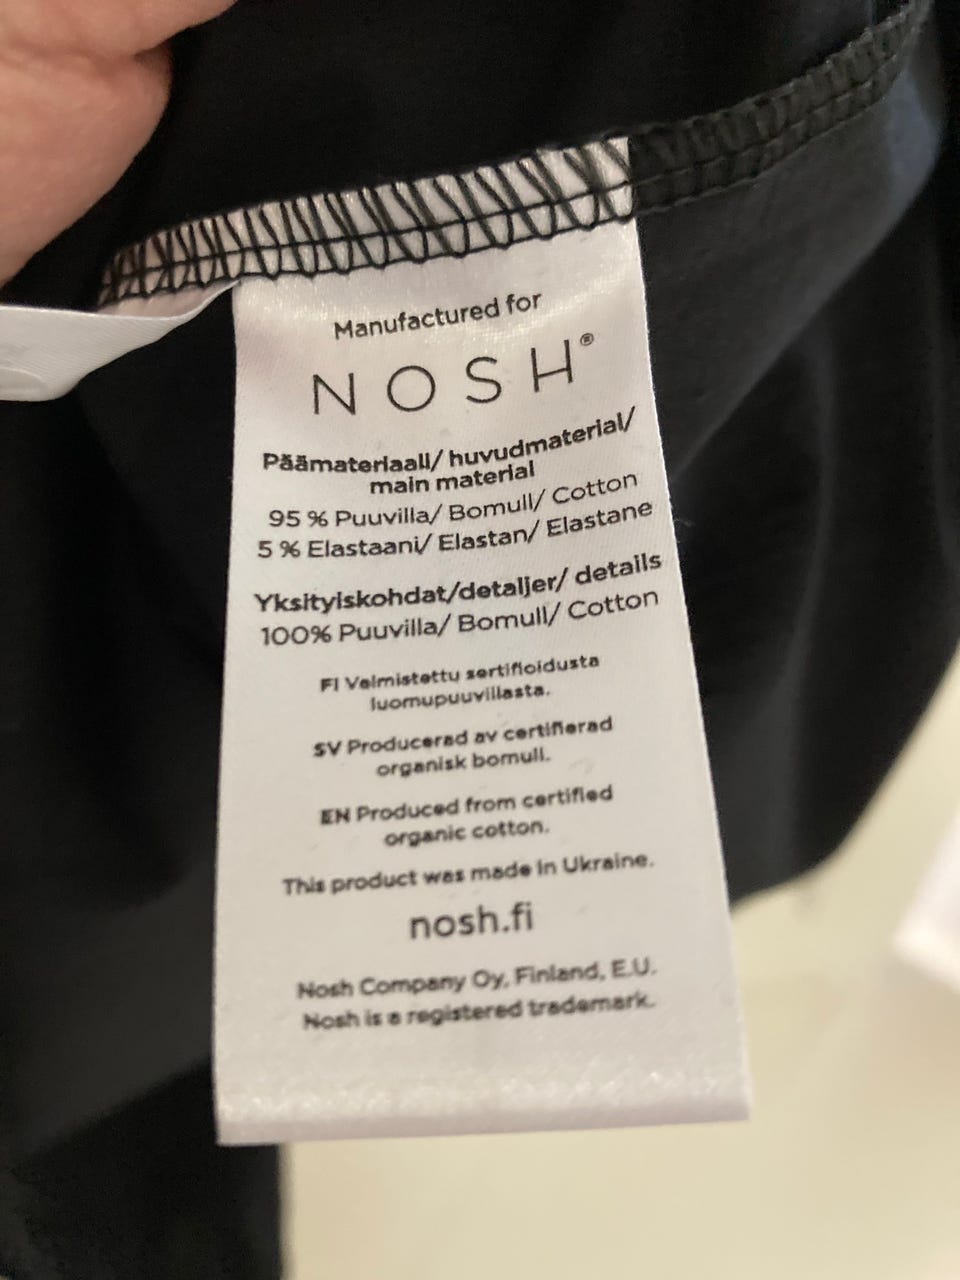 Manufactured for
NOSH®
Päämateriaali/ huvudmaterial/
main material
95 % Puuvilla/ Bomull/ Cotton
5 % Elastaani/ Elastan/ Elastane
Yksityiskohdat/detaljer/ details
100% Puuvilla/ Bomull/ Cotton
FI Valmistettu sertifioidusta
luomupuuvillasta.
SV Producerad av certifierad
organisk bomull.
EN Produced from certified
organic cotton.
This product was made in Ukraine.
nosh.fi
Nosh Company Oy, Finland, E.U.
Nosh is a registered trademark.